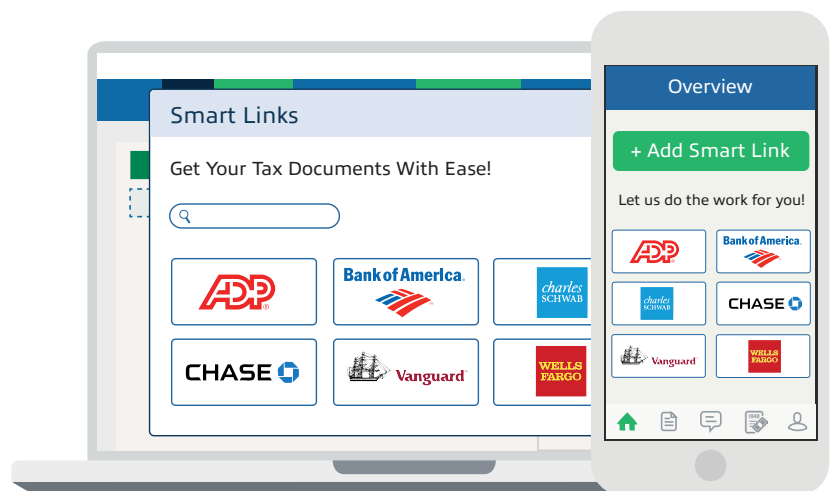 Smart Links
Get Your Tax Documents With Ease!
ADP
Bank of America
charles
SCHWAB
CHASE
Vanguard
WELLS
FARGO
Overview
+ Add Smart Link
Let us do the work for you!
ADP
Bank of America
charles
SCHWAB
CHASE
Vanguard
WELLS
FARGO
1040